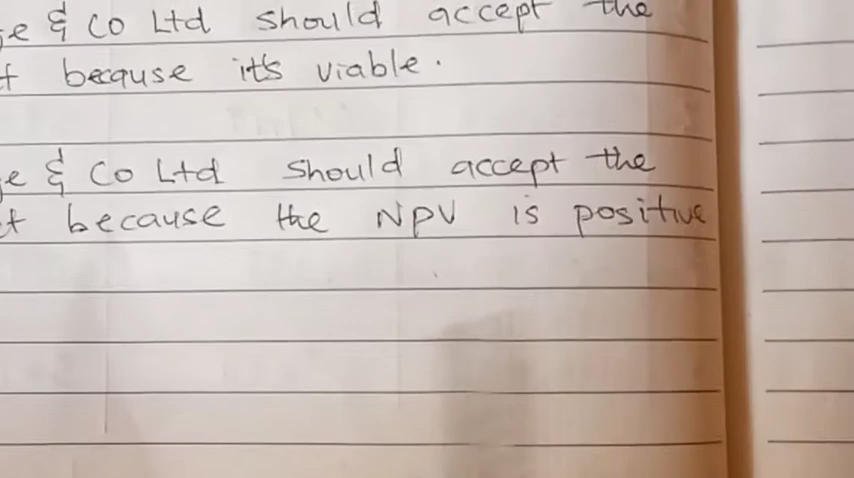 e & Co Ltd should accept the
because it's viable.
e & Co Ltd should accept the
because the NPV is positive